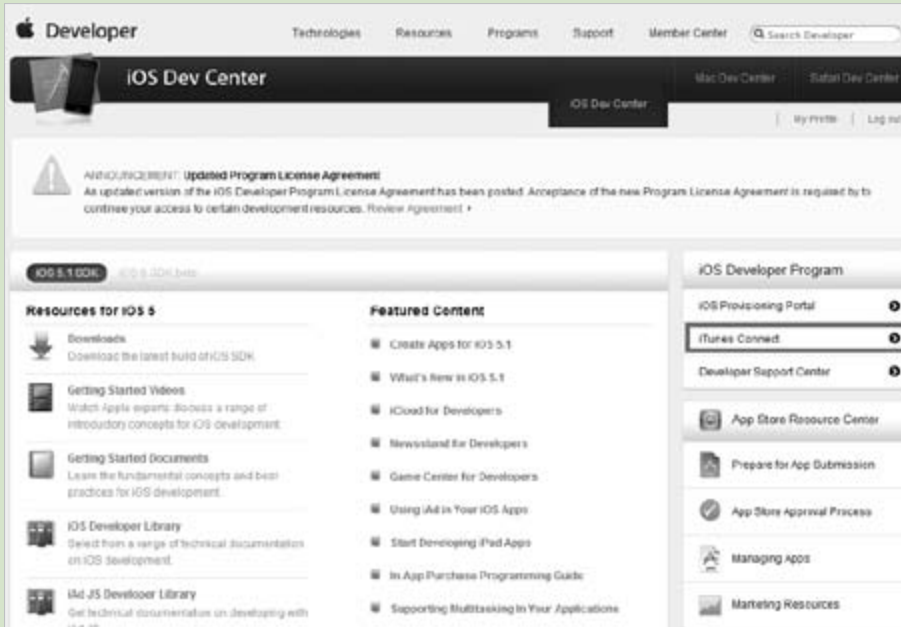 Developer
Technologies Resources Programs Support Member Center Search Developer
iOS Dev Center
iOS Dev Center Mac Dev Center Safari Dev Center
My Profile Log out
ANNOUNCEMENT: Updated Program License Agreement
An updated version of the iOS Developer Program License Agreement has been posted. Acceptance of the new Program License Agreement is required by to
continue your access to certain development resources. Review Agreement
iOS 5.1 SDK
Resources for iOS 5
Downloads
Download the latest build of iOS SDK.
Getting Started Videos
Watch Apple experts discuss a range of
introductory concepts for iOS development.
Getting Started Documents
Learn the fundamental concepts and best
practices for iOS development.
iOS Developer Library
Select from a range of technical documentation
on iOS development.
iAd JS Developer Library
Get technical documentation on developing with
Featured Content
Create Apps for iOS 5.1
What's New in iOS 5.1
iCloud for Developers
Newsstand for Developers
Game Center for Developers
Using iAd in Your iOS Apps
Start Developing iPad Apps
In App Purchase Programming Guide
Supporting Multitasking In Your Applications
iOS Developer Program
iOS Provisioning Portal
iTunes Connect
Developer Support Center
App Store Resource Center
Prepare for App Submission
App Store Approval Process
Managing Apps
Marketing Resources